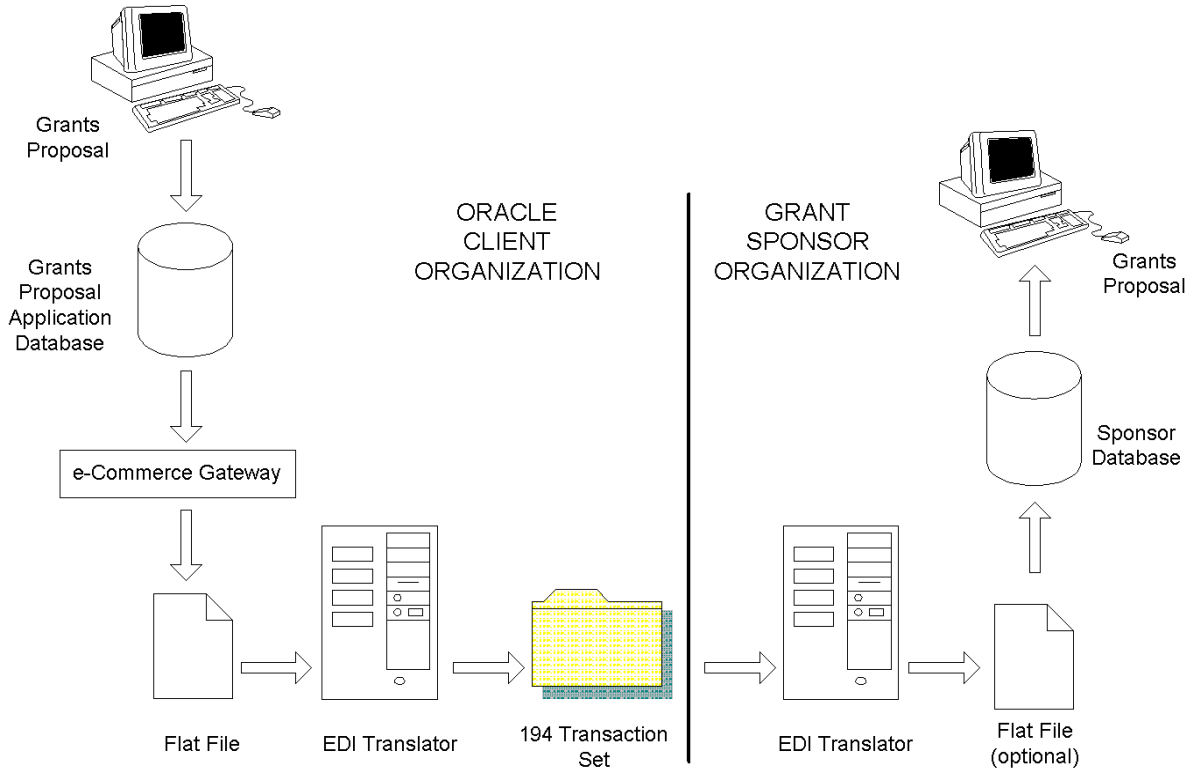 Grants
Proposal
ORACLE
CLIENT
ORGANIZATION
GRANT
SPONSOR
ORGANIZATION
Grants
Proposal
Grants
Proposal
Application
Database
Sponsor
Database
e-Commerce Gateway
Flat File
EDI Translator
194 Transaction
Set
EDI Translator
Flat File
(optional)